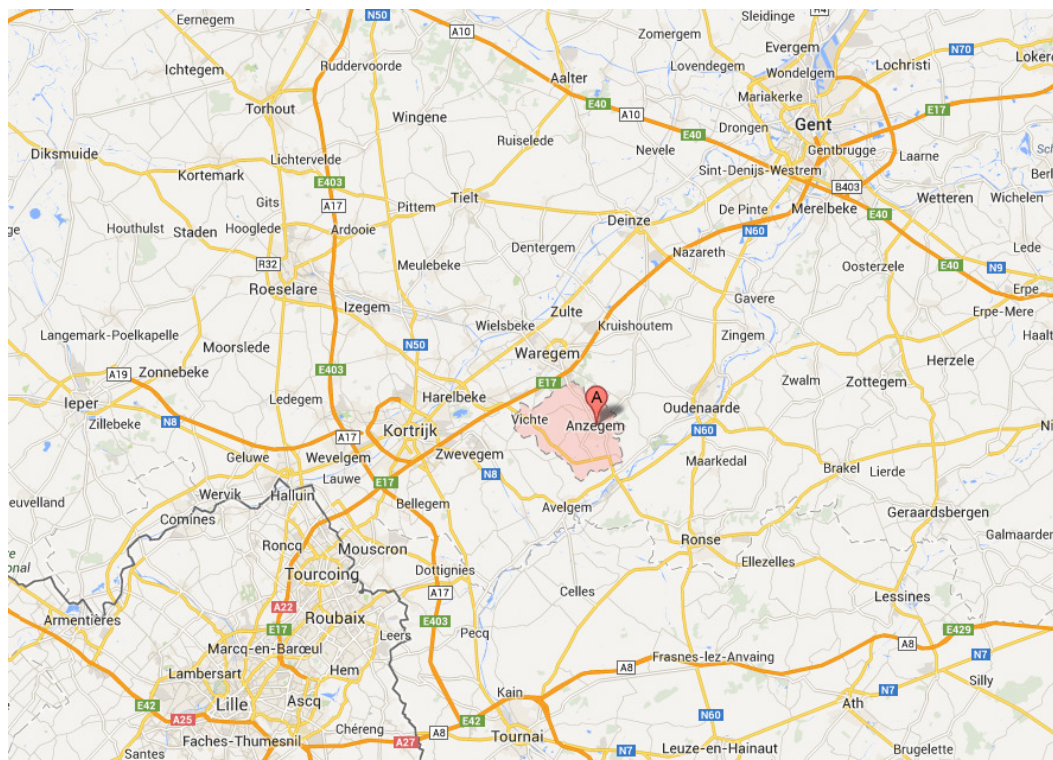 Eernegem
N50
A10
Zomergem
Sleidinge
R4
Evergem
N70
Ichtegem
Ruddervoorde
Aalter
Lovendegem
Wondelgem
Lochristi
Loker
Torhout
Wingene
E40
A10
Mariakerke
E17
Ruiselede
E40
Drongen
Gent
Diksmuide
Lichtervelde
Nevele
Gentbrugge
Laarne
Kortemark
E403
Sint-Denijs-Westrem
B403
Gits
A17
Pittem
Tielt
De Pinte
Merelbeke
Wetteren
Wichelen
Houthulst
Staden
Hooglede
Ardooie
Deinze
N60
E40
Dentergem
Nazareth
Lede
R32
Meulebeke
Oosterzele
E40
N9
Roeselare
Izegem
Gavere
Erpe
Zulte
Erpe-Mere
Langemark-Poelkapelle
Wielsbeke
Kruishoutem
Zingem
Haalt
Moorslede
N50
Waregem
Herzele
A19
Zonnebeke
E403
E17
Zwalm
Zottegem
Ieper
Ledegem
Harelbeke
A
Oudenaarde
Zillebeke
N8
Vichte
Anzegem
N60
A17
Kortrijk
Geluwe
Wevelgem
Zwevegem
N8
Maarkedal
Brakel
Lierde
Lauwe
E17
Wervik
Halluin
Bellegem
Avelgem
Geraardsbergen
Comines
Roncq
Mouscron
Ronse
Galmaarden
Ellezelles
Tourcoing
Dottignies
Celles
Lessines
Armentières
A22
A17
Roubaix
E403
E17
Leers
Pecq
E429
A8
Marcq-en-Barœul
N7
Lambersart
Hem
A8
Frasnes-lez-Anvaing
Silly
Lille
Ascq
Kain
N7
Ath
E42
A25
Chéreng
E42
N60
Faches-Thumesnil
A27
A8
Tournai
N7
Leuze-en-Hainaut
Brugelette
Santes